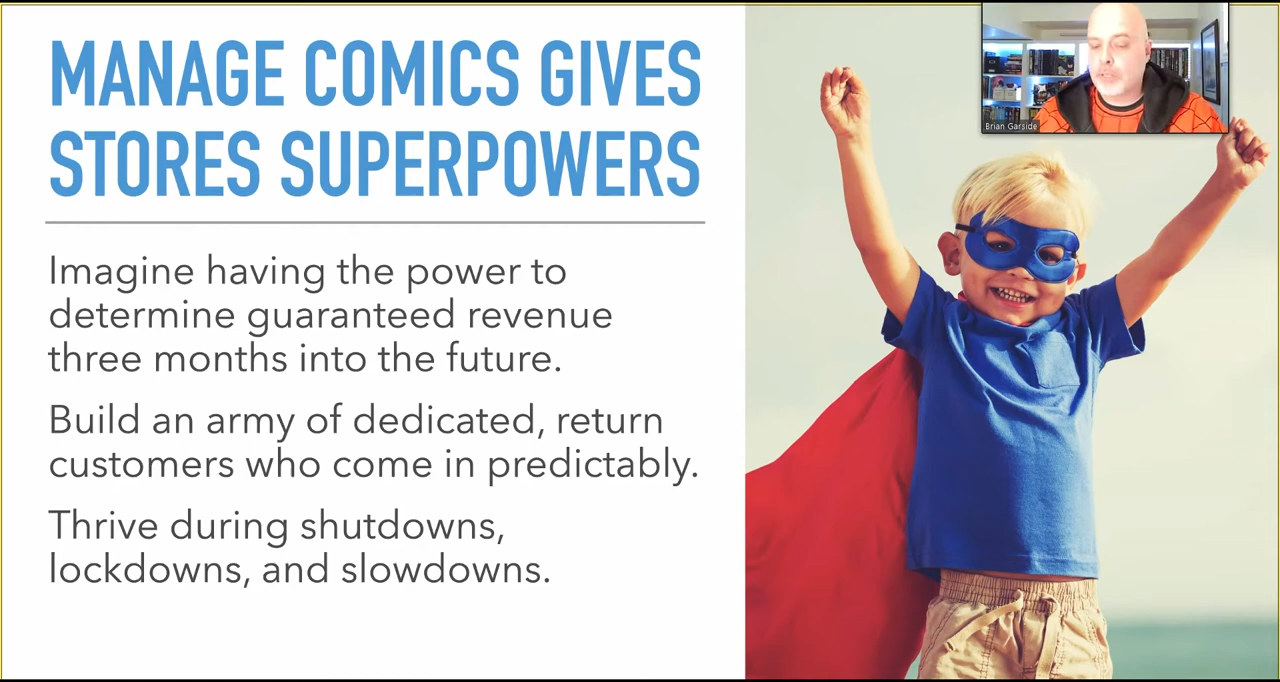 MANAGE COMICS GIVES
STORES SUPERPOWERS
Imagine having the power to
determine guaranteed revenue
three months into the future.
Build an army of dedicated, return
customers who come in predictably.
Thrive during shutdowns,
lockdowns, and slowdowns.
Brian Garside